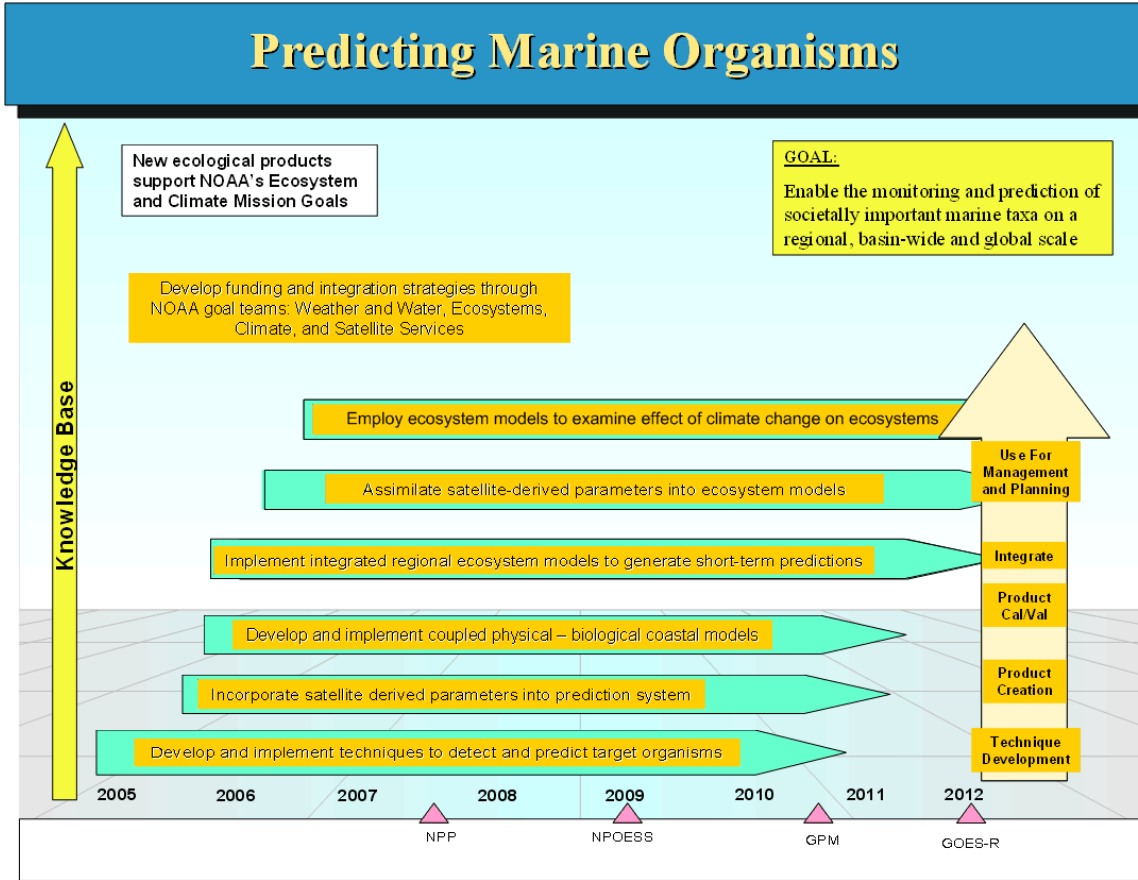 Predicting Marine Organisms
New ecological products
support NOAA's Ecosystem
and Climate Mission Goals
GOAL:
Enable the monitoring and prediction of
societally important marine taxa on a
regional, basin-wide and global scale
Develop funding and integration strategies through
NOAA goal teams: Weather and Water, Ecosystems,
Climate, and Satellite Services
Knowledge Base
Employ ecosystem models to examine effect of climate change on ecosystems
Assimilate satellite-derived parameters into ecosystem models
Implement integrated regional ecosystem models to generate short-term predictions
Develop and implement coupled physical – biological coastal models
Incorporate satellite derived parameters into prediction system
Develop and implement techniques to detect and predict target organisms
Use For
Management
and Planning
Integrate
Product
Cal/Val
Product
Creation
Technique
Development
2005 2006 2007 2008 2009 2010 2011 2012
NPP NPOESS GPM GOES-R